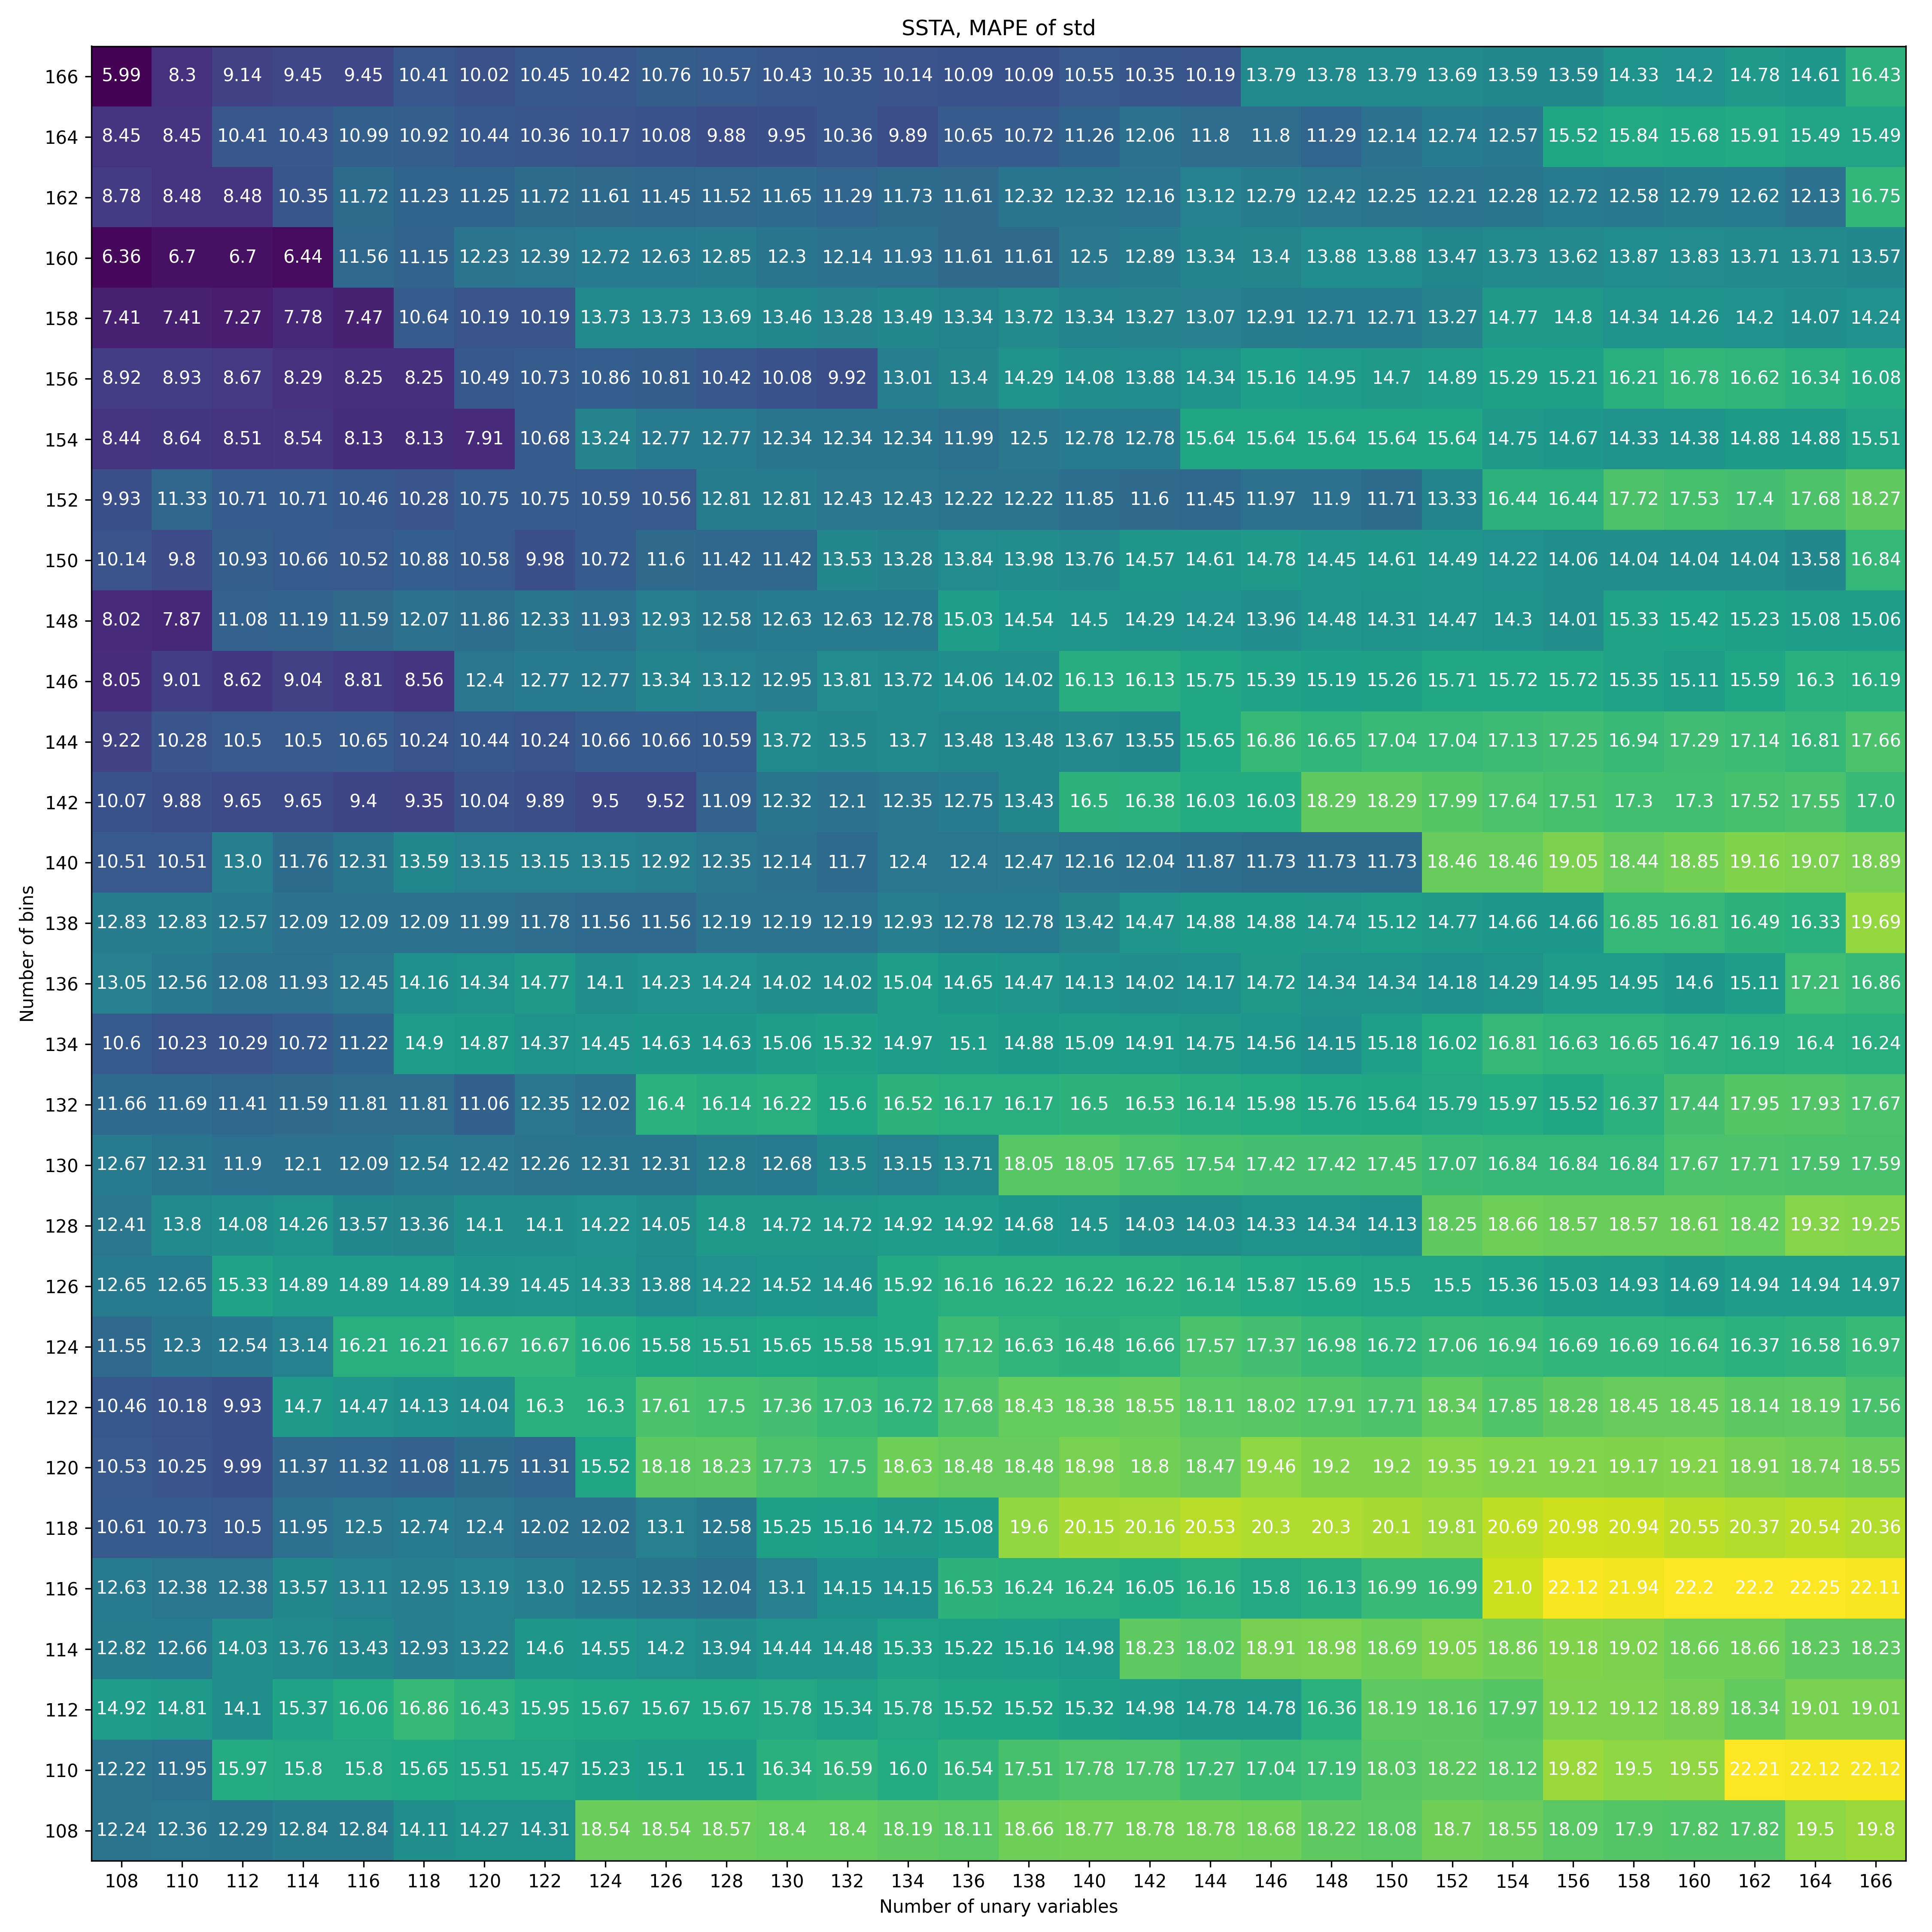 SSTA, MAPE of std
166 5.99 8.3 9.14 9.45 9.45 10.41 10.02 10.45 10.42 10.76 10.57 10.43 10.35 10.14 10.09 10.09 10.55 10.35 10.19 13.79 13.78 13.79 13.69 13.59 13.59 14.33 14.2 14.78 14.61 16.43
164 8.45 8.45 10.41 10.43 10.99 10.92 10.44 10.36 10.17 10.08 9.88 9.95 10.36 9.89 10.65 10.72 11.26 12.06 11.8 11.8 11.29 12.14 12.74 12.57 15.52 15.84 15.68 15.91 15.49 15.49
162 8.78 8.48 8.48 10.35 11.72 11.23 11.25 11.72 11.61 11.45 11.52 11.65 11.29 11.73 11.61 12.32 12.32 12.16 13.12 12.79 12.42 12.25 12.21 12.28 12.72 12.58 12.79 12.62 12.13 16.75
160 6.36 6.7 6.7 6.44 11.56 11.15 12.23 12.39 12.72 12.63 12.85 12.3 12.14 11.93 11.61 11.61 12.5 12.89 13.34 13.4 13.88 13.88 13.47 13.73 13.62 13.87 13.83 13.71 13.71 13.57
158 7.41 7.41 7.27 7.78 7.47 10.64 10.19 10.19 13.73 13.73 13.69 13.46 13.28 13.49 13.34 13.72 13.34 13.27 13.07 12.91 12.71 12.71 13.27 14.77 14.8 14.34 14.26 14.2 14.07 14.24
156 8.92 8.93 8.67 8.29 8.25 8.25 10.49 10.73 10.86 10.81 10.42 10.08 9.92 13.01 13.4 14.29 14.08 13.88 14.34 15.16 14.95 14.7 14.89 15.29 15.21 16.21 16.78 16.62 16.34 16.08
154 8.44 8.64 8.51 8.54 8.13 8.13 7.91 10.68 13.24 12.77 12.77 12.34 12.34 12.34 11.99 12.5 12.78 12.78 15.64 15.64 15.64 15.64 15.64 14.75 14.67 14.33 14.38 14.88 14.88 15.51
152 9.93 11.33 10.71 10.71 10.46 10.28 10.75 10.75 10.59 10.56 12.81 12.81 12.43 12.43 12.22 12.22 11.85 11.6 11.45 11.97 11.9 11.71 13.33 16.44 16.44 17.72 17.53 17.4 17.68 18.27
150 10.14 9.8 10.93 10.66 10.52 10.88 10.58 9.98 10.72 11.6 11.42 11.42 13.53 13.28 13.84 13.98 13.76 14.57 14.61 14.78 14.45 14.61 14.49 14.22 14.06 14.04 14.04 14.04 13.58 16.84
148 8.02 7.87 11.08 11.19 11.59 12.07 11.86 12.33 11.93 12.93 12.58 12.63 12.63 12.78 15.03 14.54 14.5 14.29 14.24 13.96 14.48 14.31 14.47 14.3 14.01 15.33 15.42 15.23 15.08 15.06
146 8.05 9.01 8.62 9.04 8.81 8.56 12.4 12.77 12.77 13.34 13.12 12.95 13.81 13.72 14.06 14.02 16.13 16.13 15.75 15.39 15.19 15.26 15.71 15.72 15.72 15.35 15.11 15.59 16.3 16.19
144 9.22 10.28 10.5 10.5 10.65 10.24 10.44 10.24 10.66 10.66 10.59 13.72 13.5 13.7 13.48 13.48 13.67 13.55 15.65 16.86 16.65 17.04 17.04 17.13 17.25 16.94 17.29 17.14 16.81 17.66
142 10.07 9.88 9.65 9.65 9.4 9.35 10.04 9.89 9.5 9.52 11.09 12.32 12.1 12.35 12.75 13.43 16.5 16.38 16.03 16.03 18.29 18.29 17.99 17.64 17.51 17.3 17.3 17.52 17.55 17.0
140 10.51 10.51 13.0 11.76 12.31 13.59 13.15 13.15 13.15 12.92 12.35 12.14 11.7 12.4 12.4 12.47 12.16 12.04 11.87 11.73 11.73 11.73 18.46 18.46 19.05 18.44 18.85 19.16 19.07 18.89
138 12.83 12.83 12.57 12.09 12.09 12.09 11.99 11.78 11.56 11.56 12.19 12.19 12.19 12.93 12.78 12.78 13.42 14.47 14.88 14.88 14.74 15.12 14.77 14.66 14.66 16.85 16.81 16.49 16.33 19.69
136 13.05 12.56 12.08 11.93 12.45 14.16 14.34 14.77 14.1 14.23 14.24 14.02 14.02 15.04 14.65 14.47 14.13 14.02 14.17 14.72 14.34 14.34 14.18 14.29 14.95 14.95 14.6 15.11 17.21 16.86
134 10.6 10.23 10.29 10.72 11.22 14.9 14.87 14.37 14.45 14.63 14.63 15.06 15.32 14.97 15.1 14.88 15.09 14.91 14.75 14.56 14.15 15.18 16.02 16.81 16.63 16.65 16.47 16.19 16.4 16.24
132 11.66 11.69 11.41 11.59 11.81 11.81 11.06 12.35 12.02 16.4 16.14 16.22 15.6 16.52 16.17 16.17 16.5 16.53 16.14 15.98 15.76 15.64 15.79 15.97 15.52 16.37 17.44 17.95 17.93 17.67
130 12.67 12.31 11.9 12.1 12.09 12.54 12.42 12.26 12.31 12.31 12.8 12.68 13.5 13.15 13.71 18.05 18.05 17.65 17.54 17.42 17.42 17.45 17.07 16.84 16.84 16.84 17.67 17.71 17.59 17.59
128 12.41 13.8 14.08 14.26 13.57 13.36 14.1 14.1 14.22 14.05 14.8 14.72 14.72 14.92 14.92 14.68 14.5 14.03 14.03 14.33 14.34 14.13 18.25 18.66 18.57 18.57 18.61 18.42 19.32 19.25
126 12.65 12.65 15.33 14.89 14.89 14.89 14.39 14.45 14.33 13.88 14.22 14.52 14.46 15.92 16.16 16.22 16.22 16.22 16.14 15.87 15.69 15.5 15.5 15.36 15.03 14.93 14.69 14.94 14.94 14.97
124 11.55 12.3 12.54 13.14 16.21 16.21 16.67 16.67 16.06 15.58 15.51 15.65 15.58 15.91 17.12 16.63 16.48 16.66 17.57 17.37 16.98 16.72 17.06 16.94 16.69 16.69 16.64 16.37 16.58 16.97
122 10.46 10.18 9.93 14.7 14.47 14.13 14.04 16.3 16.3 17.61 17.5 17.36 17.03 16.72 17.68 18.43 18.38 18.55 18.11 18.02 17.91 17.71 18.34 17.85 18.28 18.45 18.45 18.14 18.19 17.56
120 10.53 10.25 9.99 11.37 11.32 11.08 11.75 11.31 15.52 18.18 18.23 17.73 17.5 18.63 18.48 18.48 18.98 18.8 18.47 19.46 19.2 19.2 19.35 19.21 19.21 19.17 19.21 18.91 18.74 18.55
118 10.61 10.73 10.5 11.95 12.5 12.74 12.4 12.02 12.02 13.1 12.58 15.25 15.16 14.72 15.08 19.6 20.15 20.16 20.53 20.3 20.3 20.1 19.81 20.69 20.98 20.94 20.55 20.37 20.54 20.36
116 12.63 12.38 12.38 13.57 13.11 12.95 13.19 13.0 12.55 12.33 12.04 13.1 14.15 14.15 16.53 16.24 16.24 16.05 16.16 15.8 16.13 16.99 16.99 21.0 22.12 21.94 22.2 22.2 22.25 22.11
114 12.82 12.66 14.03 13.76 13.43 12.93 13.22 14.6 14.55 14.2 13.94 14.44 14.48 15.33 15.22 15.16 14.98 18.23 18.02 18.91 18.98 18.69 19.05 18.86 19.18 19.02 18.66 18.66 18.23 18.23
112 14.92 14.81 14.1 15.37 16.06 16.86 16.43 15.95 15.67 15.67 15.67 15.78 15.34 15.78 15.52 15.52 15.32 14.98 14.78 14.78 16.36 18.19 18.16 17.97 19.12 19.12 18.89 18.34 19.01 19.01
110 12.22 11.95 15.97 15.8 15.8 15.65 15.51 15.47 15.23 15.1 15.1 16.34 16.59 16.0 16.54 17.51 17.78 17.78 17.27 17.04 17.19 18.03 18.22 18.12 19.82 19.5 19.55 22.21 22.12 22.12
108 12.24 12.36 12.29 12.84 12.84 14.11 14.27 14.31 18.54 18.54 18.57 18.4 18.4 18.19 18.11 18.66 18.77 18.78 18.78 18.68 18.22 18.08 18.7 18.55 18.09 17.9 17.82 17.82 19.5 19.8
108 110 112 114 116 118 120 122 124 126 128 130 132 134 136 138 140 142 144 146 148 150 152 154 156 158 160 162 164 166
Number of unary variables
Number of bins